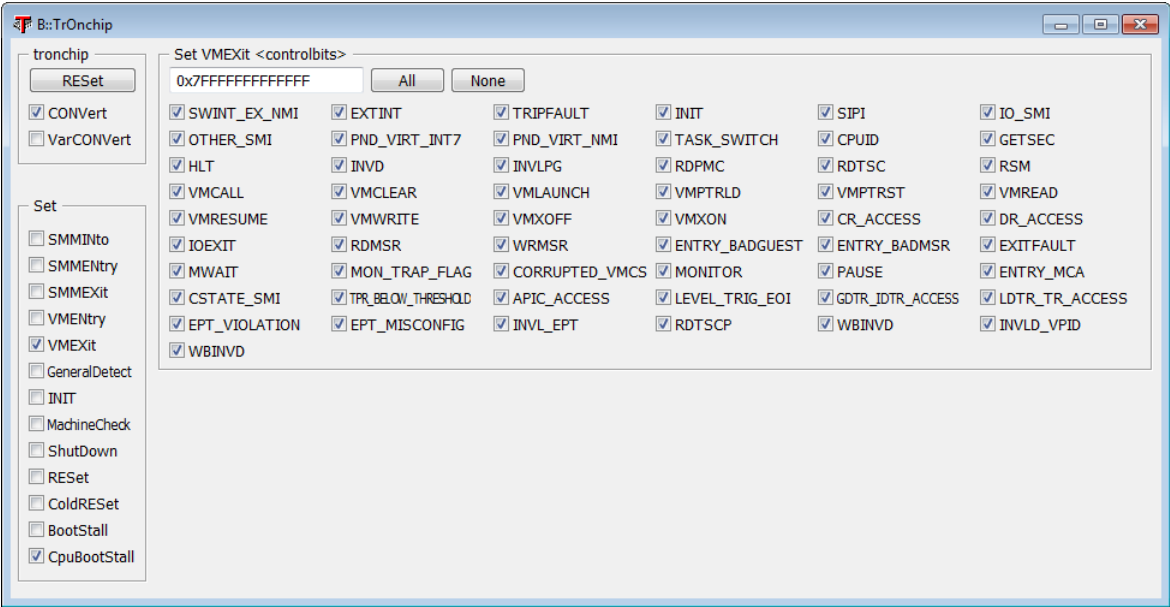 B::TrOnchip
tronchip
RESet
CONVert
VarCONVert
Set
SMMINto
SMMENtry
SMMEXit
VMENtry
VMEXit
GeneralDetect
INIT
MachineCheck
ShutDown
RESet
ColdRESet
BootStall
CpuBootStall
Set VMEXit <controlbits>
0x7FFFFFFFFFFFFF All None
SWINT_EX_NMI EXTINT TRIPFAULT INIT SIPI IO_SMI
OTHER_SMI PND_VIRT_INT7 PND_VIRT_NMI TASK_SWITCH CPUID GETSEC
HLT INVD INVLPG RDPMC RDTSC RSM
VMCALL VMCLEAR VMLAUNCH VMPTRLD VMPTRST VMREAD
VMRESUME VMWRITE VMXOFF VMXON CR_ACCESS DR_ACCESS
IOEXIT RDMSR WRMSR ENTRY_BADGUEST ENTRY_BADMSR EXITFAULT
MWAIT MON_TRAP_FLAG CORRUPTED_VMCS MONITOR PAUSE ENTRY_MCA
CSTATE_SMI TPR_BELOW_THRESHOLD APIC_ACCESS LEVEL_TRIG_EOI GDTR_IDTR_ACCESS LDTR_TR_ACCESS
EPT_VIOLATION EPT_MISCONFIG INVL_EPT RDTSCP WBINVD INVLD_VPID
WBINVD